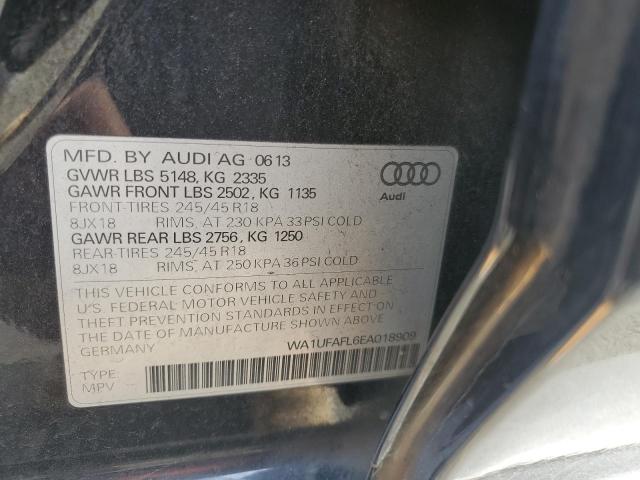 MFD. BY AUDI AG 06 13
GVWR LBS 5148, KG 2335
GAWR FRONT LBS 2502, KG 1135
FRONT-TIRES 245/45 R18
8JX18 RIMS, AT 230 KPA 33 PSI COLD
GAWR REAR LBS 2756, KG 1250
REAR-TIRES 245/45 R18
8JX18 RIMS, AT 250 KPA 36 PSI COLD
Audi
THIS VEHICLE CONFORMS TO ALL APPLICABLE
U.S. FEDERAL MOTOR VEHICLE SAFETY AND
THEFT PREVENTION STANDARDS IN EFFECT ON
THE DATE OF MANUFACTURE SHOWN ABOVE
GERMANY
WA1UFAFL6EA018909
TYPE:
MPV